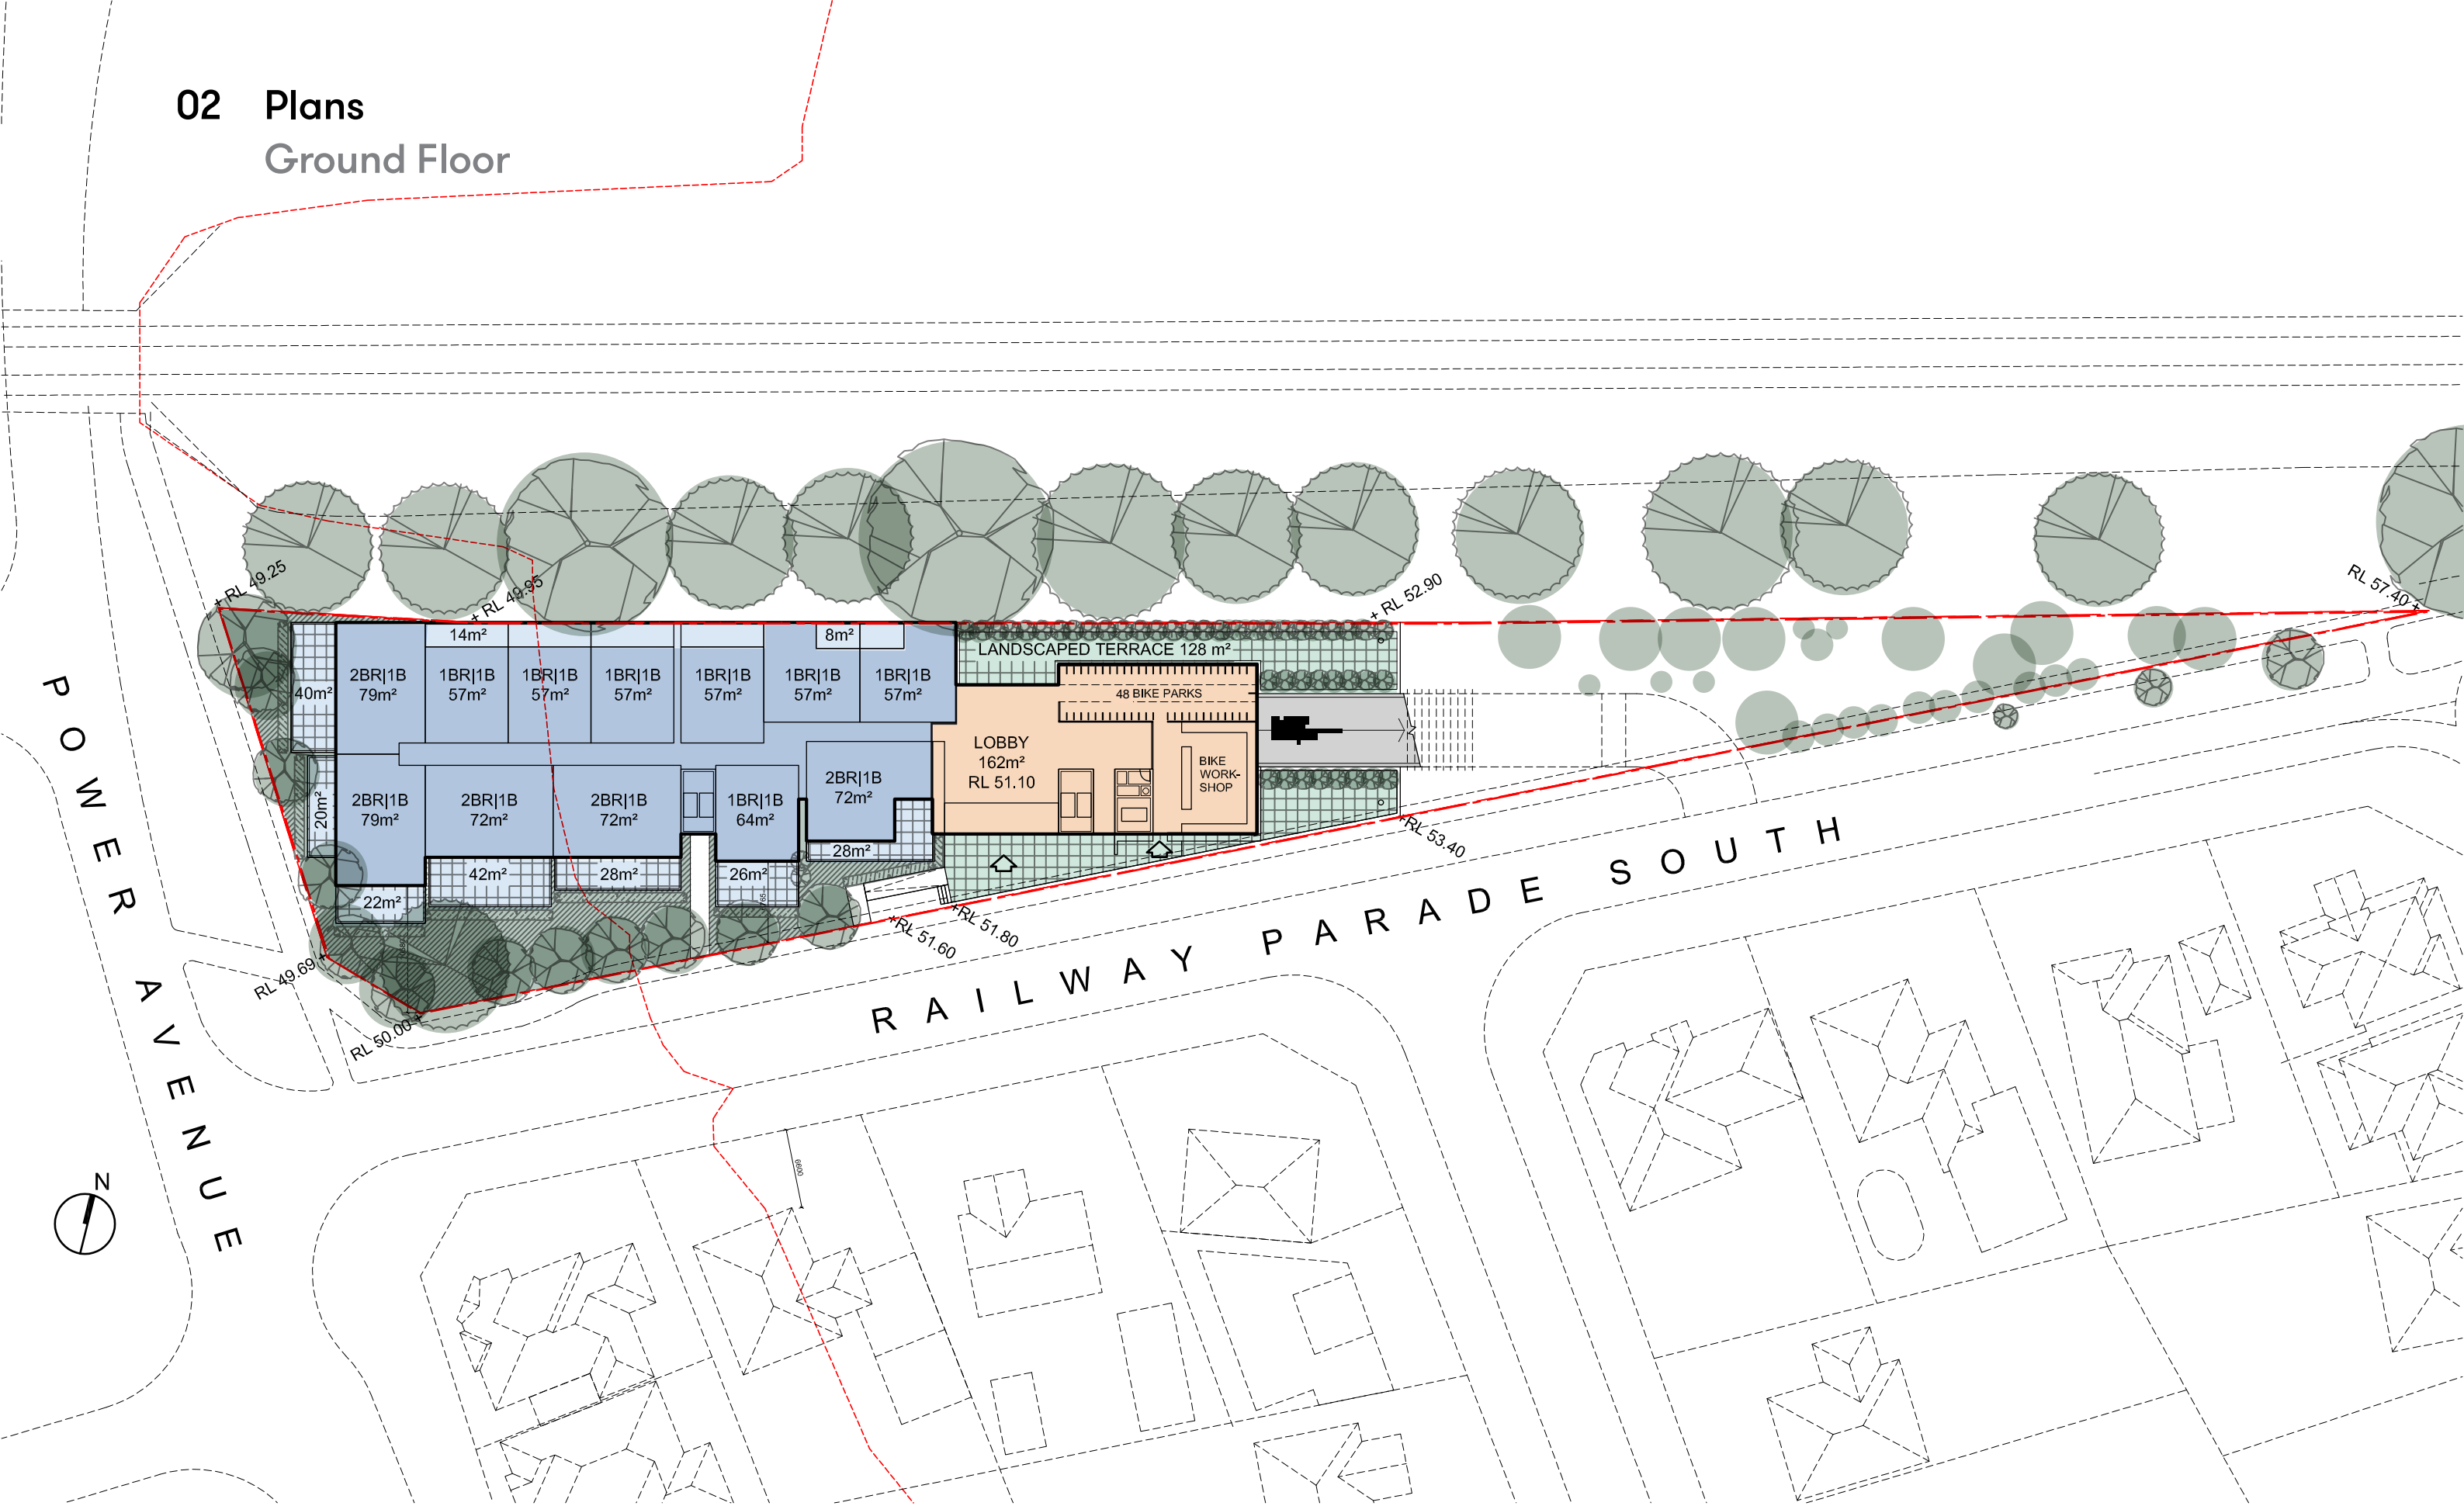 02 Plans
Ground Floor
+ RL 49.25
+ RL 49.95
+ RL 52.90
RL 57.40 +
14m²
8m²
LANDSCAPED TERRACE 128 m²
40m²
2BR|1B
79m²
1BR|1B
57m²
1BR|1B
57m²
1BR|1B
57m²
1BR|1B
57m²
1BR|1B
57m²
1BR|1B
57m²
48 BIKE PARKS
LOBBY
162m²
RL 51.10
BIKE
WORK-
SHOP
20m²
2BR|1B
79m²
2BR|1B
72m²
2BR|1B
72m²
1BR|1B
64m²
2BR|1B
72m²
28m²
42m²
28m²
26m²
22m²
+RL 53.40
+RL 51.80
+RL 51.60
RL 49.69 +
RL 50.00 +
POWER AVENUE
RAILWAY PARADE SOUTH
6600
N